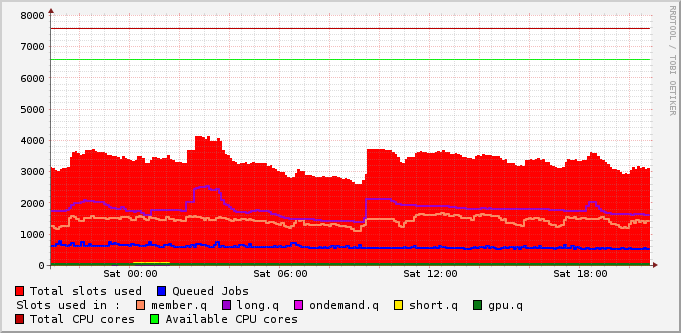 8000
7000
6000
5000
4000
3000
2000
1000
0
Sat 00:00 Sat 06:00 Sat 12:00 Sat 18:00
Total slots used Queued Jobs
Slots used in : member.q long.q ondemand.q short.q gpu.q
Total CPU cores Available CPU cores
RRDTOOL / TOBI OETIKER